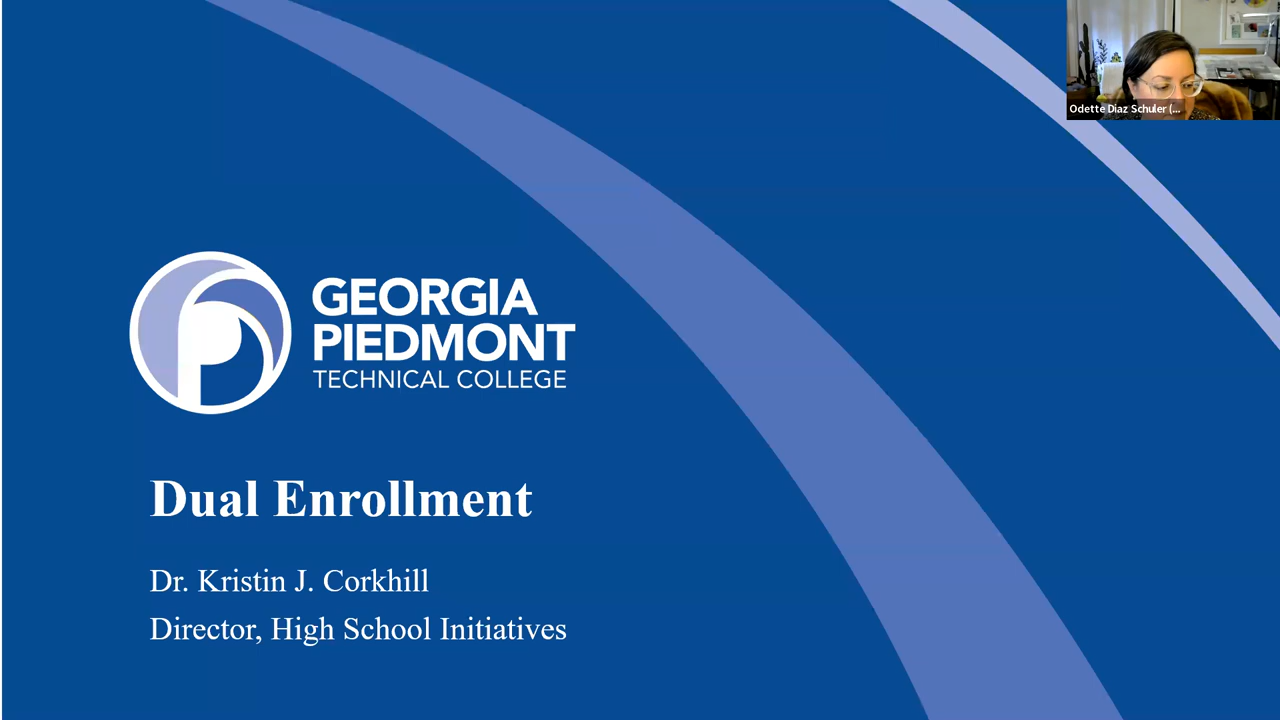 Odette Diaz Schuler (...
GEORGIA
PIEDMONT
TECHNICAL COLLEGE
Dual Enrollment
Dr. Kristin J. Corkhill
Director, High School Initiatives